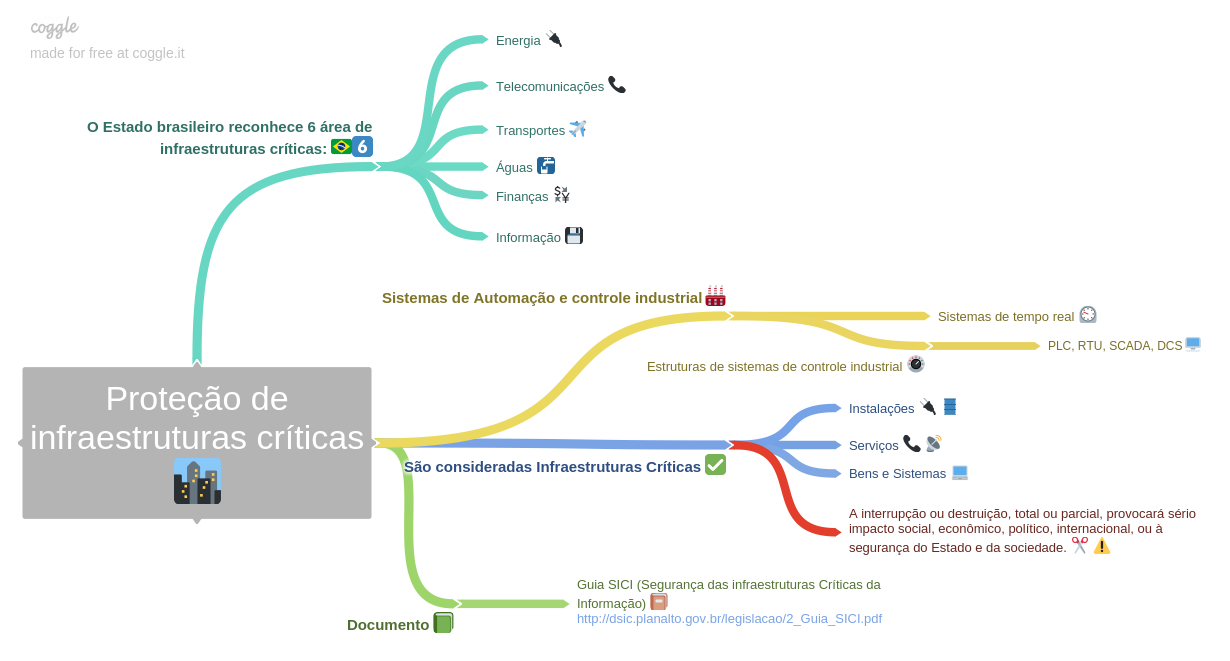 coggle
made for free at coggle.it
O Estado brasileiro reconhece 6 área de
infraestruturas críticas: 🇧🇷6️⃣
Energia 🔌
Telecomunicações 📞
Transportes ✈️
Águas 🚰
Finanças 💱
Informação 💾
Sistemas de Automação e controle industrial 🏭
Sistemas de tempo real ⏲️
Estruturas de sistemas de controle industrial 🎛️
PLC, RTU, SCADA, DCS 🖥️
Proteção de
infraestruturas críticas
🏙️
São consideradas Infraestruturas Críticas ✅
Instalações 🔌 🛢️
Serviços 📞 📡
Bens e Sistemas 💻
A interrupção ou destruição, total ou parcial, provocará sério
impacto social, econômico, político, internacional, ou à
segurança do Estado e da sociedade. ✂️ ⚠️
Documento 📗
Guia SICI (Segurança das infraestruturas Críticas da
Informação) 📔
http://dsic.planalto.gov.br/legislacao/2_Guia_SICI.pdf